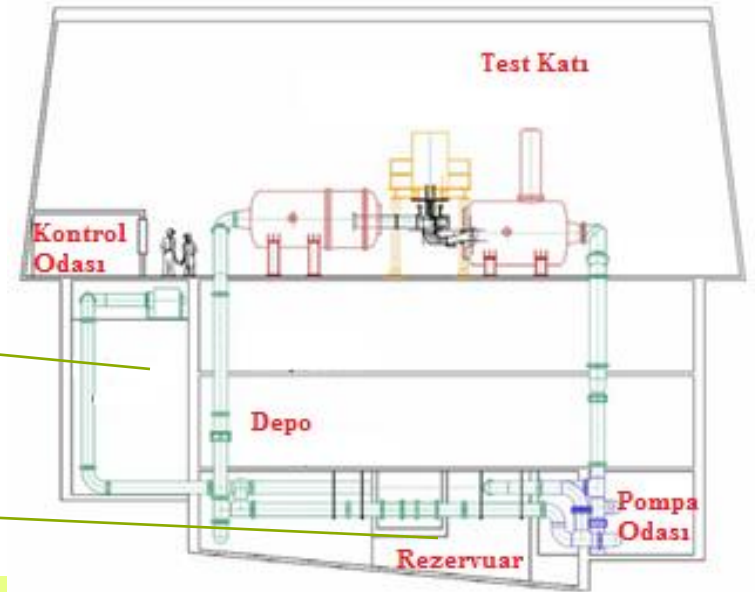 Test Katı
Kontrol
Odası
Depo
Pompa
Odası
Rezervuar